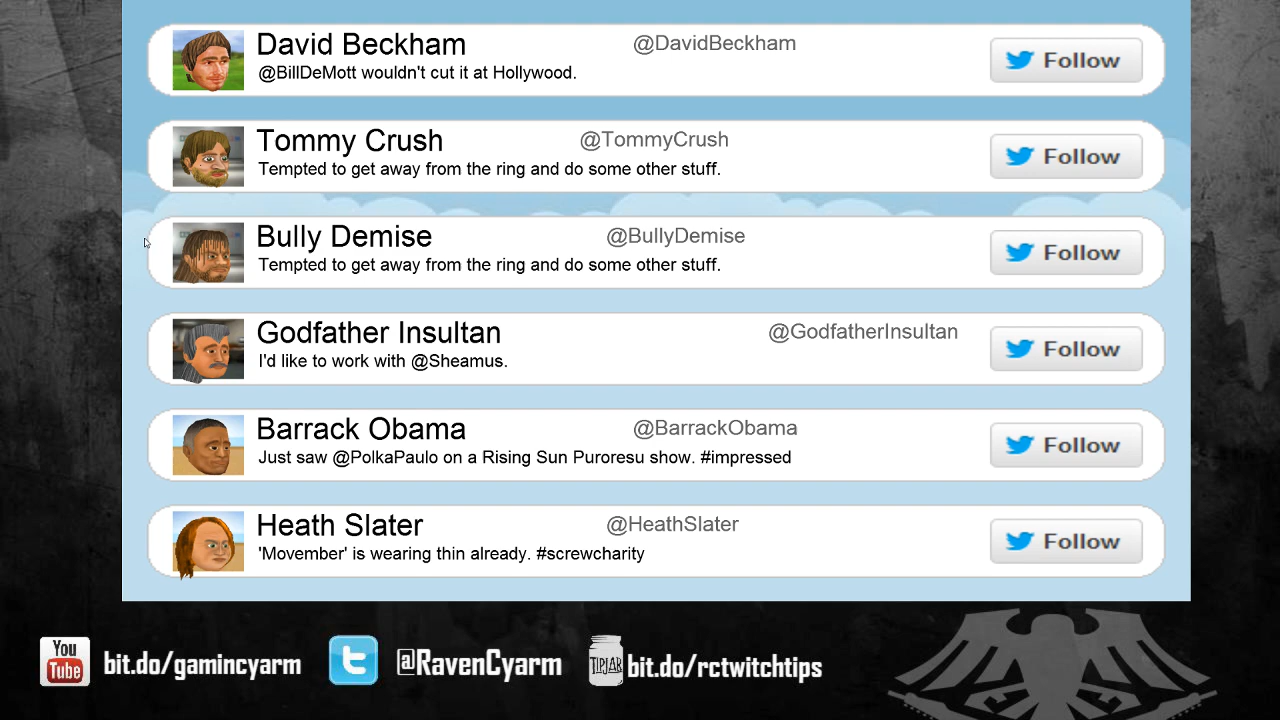 David Beckham @DavidBeckham
@BillDeMott wouldn't cut it at Hollywood.
Follow
Tommy Crush @TommyCrush
Tempted to get away from the ring and do some other stuff.
Follow
Bully Demise @BullyDemise
Tempted to get away from the ring and do some other stuff.
Follow
Godfather Insultan @GodfatherInsultan
I'd like to work with @Sheamus.
Follow
Barrack Obama @BarrackObama
Just saw @PolkaPaulo on a Rising Sun Puroresu show. #impressed
Follow
Heath Slater @HeathSlater
'Movember' is wearing thin already. #screwcharity
Follow
You
Tube
bit.do/gamincyarm
@RavenCyarm
TIPJAR
bit.do/rctwitchtips